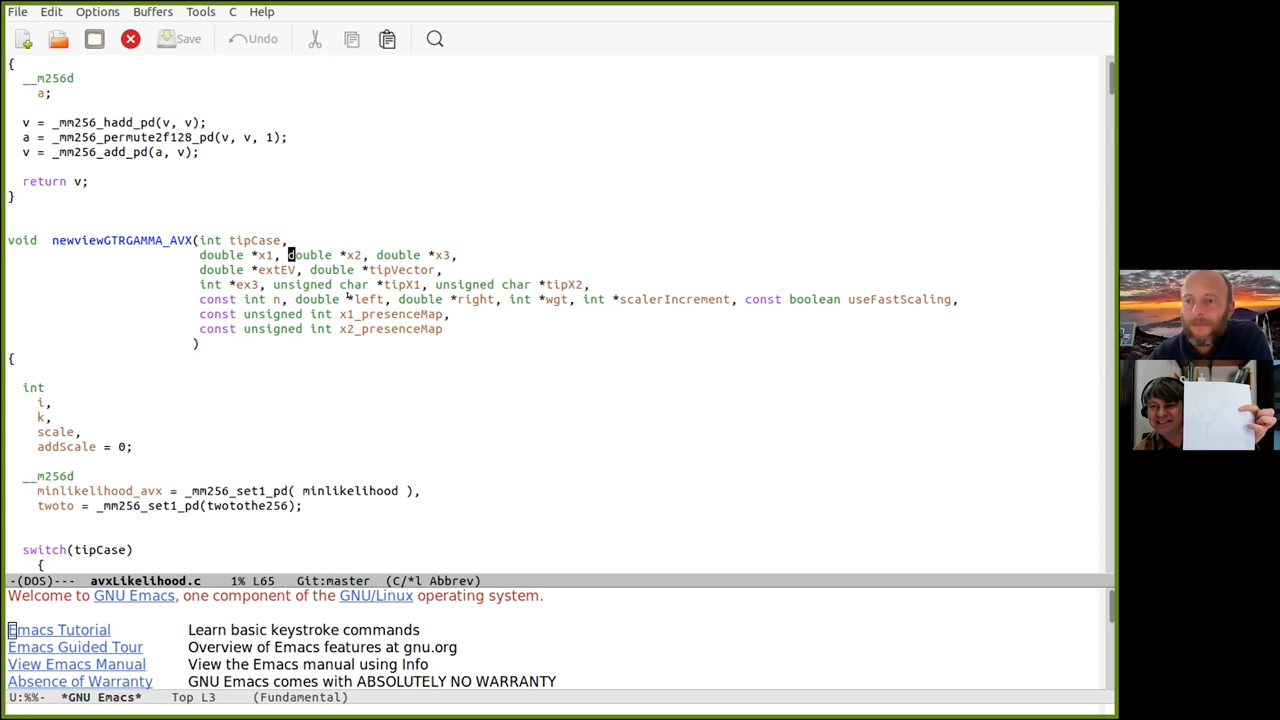 File Edit Options Buffers Tools C Help
Save Undo
{
__m256d
a;
v = _mm256_hadd_pd(v, v);
a = _mm256_permute2f128_pd(v, v, 1);
v = _mm256_add_pd(a, v);
return v;
}
void newviewGTRGAMMA_AVX(int tipCase,
double *x1, double *x2, double *x3,
double *extEV, double *tipVector,
int *ex3, unsigned char *tipX1, unsigned char *tipX2,
const int n, double *left, double *right, int *wgt, int *scalerIncrement, const boolean useFastScaling,
const unsigned int x1_presenceMap,
const unsigned int x2_presenceMap
)
{
int
i,
k,
scale,
addScale = 0;
__m256d
minlikelihood_avx = _mm256_set1_pd( minlikelihood ),
twoto = _mm256_set1_pd(twotothe256);
switch(tipCase)
{
-(DOS)--- avxLikelihood.c 1% L65 Git:master (C/*l Abbrev)
Welcome to GNU Emacs, one component of the GNU/Linux operating system.
Emacs Tutorial Learn basic keystroke commands
Emacs Guided Tour Overview of Emacs features at gnu.org
View Emacs Manual View the Emacs manual using Info
Absence of Warranty GNU Emacs comes with ABSOLUTELY NO WARRANTY
U:%%- *GNU Emacs* Top L3 (Fundamental)